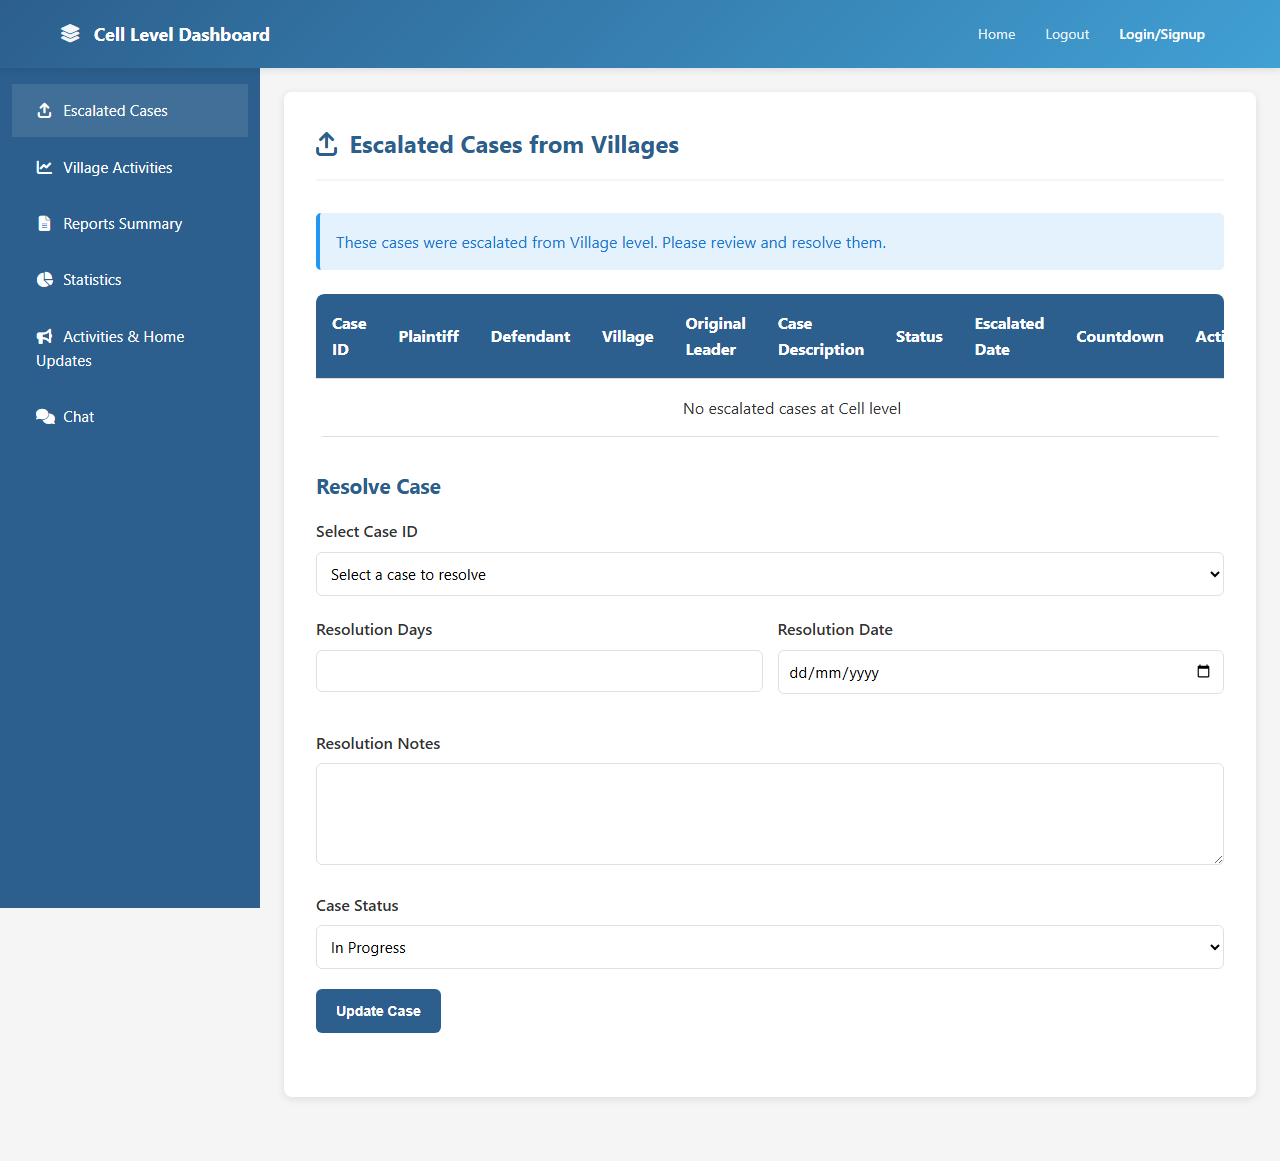 Cell Level Dashboard
Home
Logout
Login/Signup
Escalated Cases
Village Activities
Reports Summary
Statistics
Activities & Home
Updates
Chat
Escalated Cases from Villages
These cases were escalated from Village level. Please review and resolve them.
Case
ID
Plaintiff
Defendant
Village
Original
Leader
Case
Description
Status
Escalated
Date
Countdown
Acti
No escalated cases at Cell level
Resolve Case
Select Case ID
Select a case to resolve
Resolution Days
Resolution Date
dd/mm/yyyy
Resolution Notes
Case Status
In Progress
Update Case